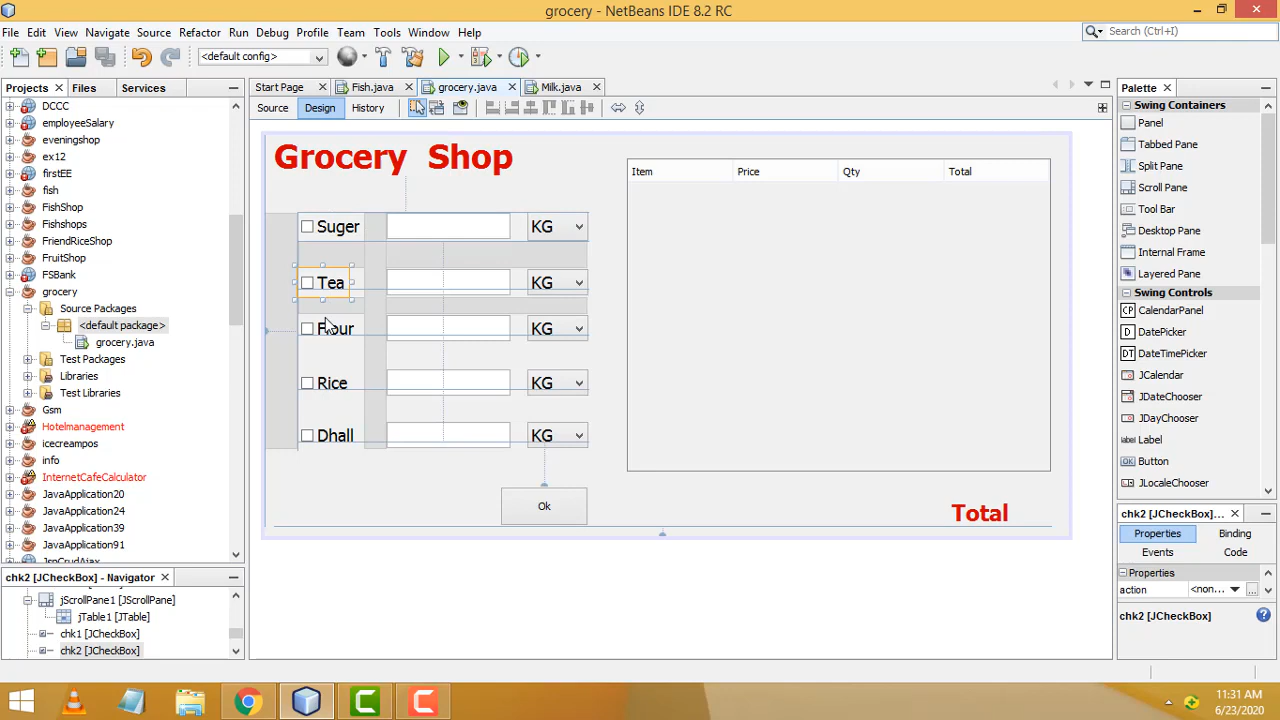 grocery - NetBeans IDE 8.2 RC
File Edit View Navigate Source Refactor Run Debug Profile Team Tools Window Help
Search (Ctrl+I)
<default config>
Projects Files Services
Start Page Fish.java grocery.java Milk.java
Palette
Source Design History
DCCC
employeeSalary
eveningshop
ex12
firstEE
fish
FishShop
Fishshops
FriendRiceShop
FruitShop
FSBank
grocery
Source Packages
<default package>
grocery.java
Test Packages
Libraries
Test Libraries
Gsm
Hotelmanagement
icecreampos
info
InternetCafeCalculator
JavaApplication20
JavaApplication24
JavaApplication39
JavaApplication91
JspCrudAjax
Grocery Shop
Item Price Qty Total
Suger KG
Tea KG
Flour KG
Rice KG
Dhall KG
Ok
Total
Swing Containers
Panel
Tabbed Pane
Split Pane
Scroll Pane
Tool Bar
Desktop Pane
Internal Frame
Layered Pane
Swing Controls
CalendarPanel
DatePicker
DateTimePicker
JCalendar
JDateChooser
JDayChooser
label Label
OK Button
JLocaleChooser
chk2 [JCheckBox]...
Properties Binding
Events Code
Properties
action <non... ...
chk2 [JCheckBox]
chk2 [JCheckBox] - Navigator
jScrollPane1 [JScrollPane]
jTable1 [JTable]
chk1 [JCheckBox]
chk2 [JCheckBox]
11:31 AM
6/23/2020